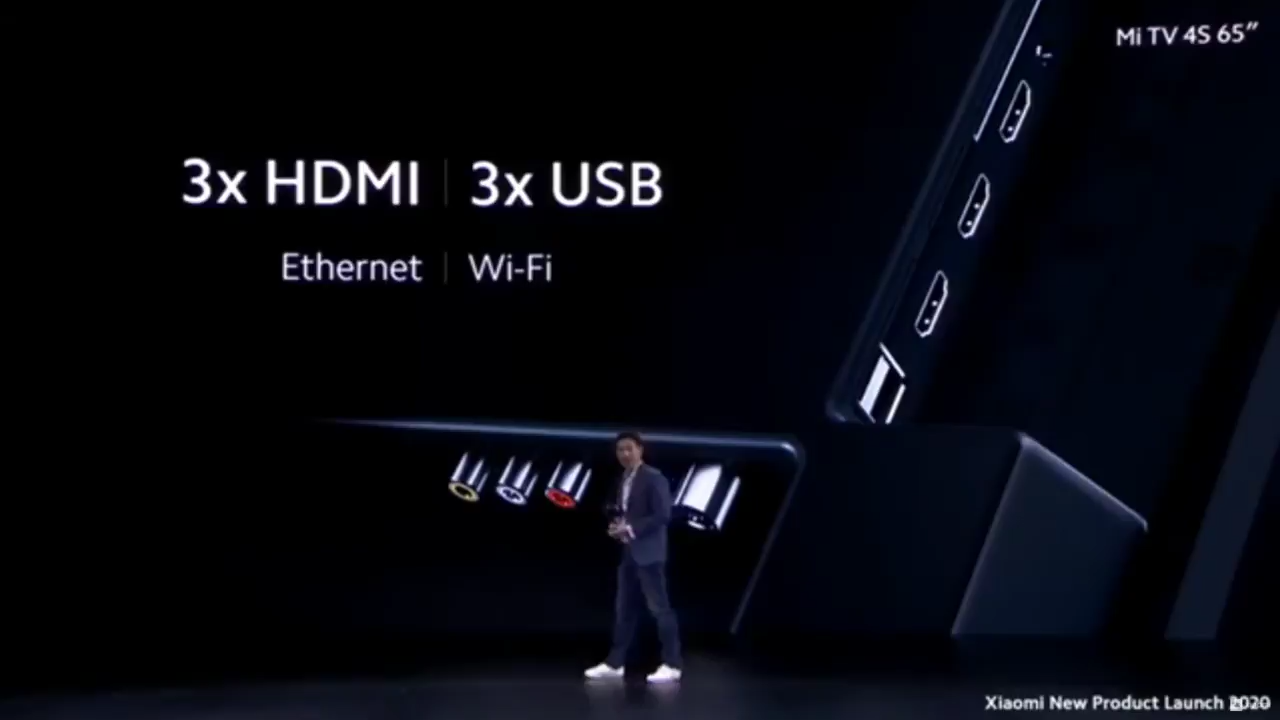 Mi TV 4S 65”
3x HDMI | 3x USB
Ethernet | Wi-Fi
Xiaomi New Product Launch 2020